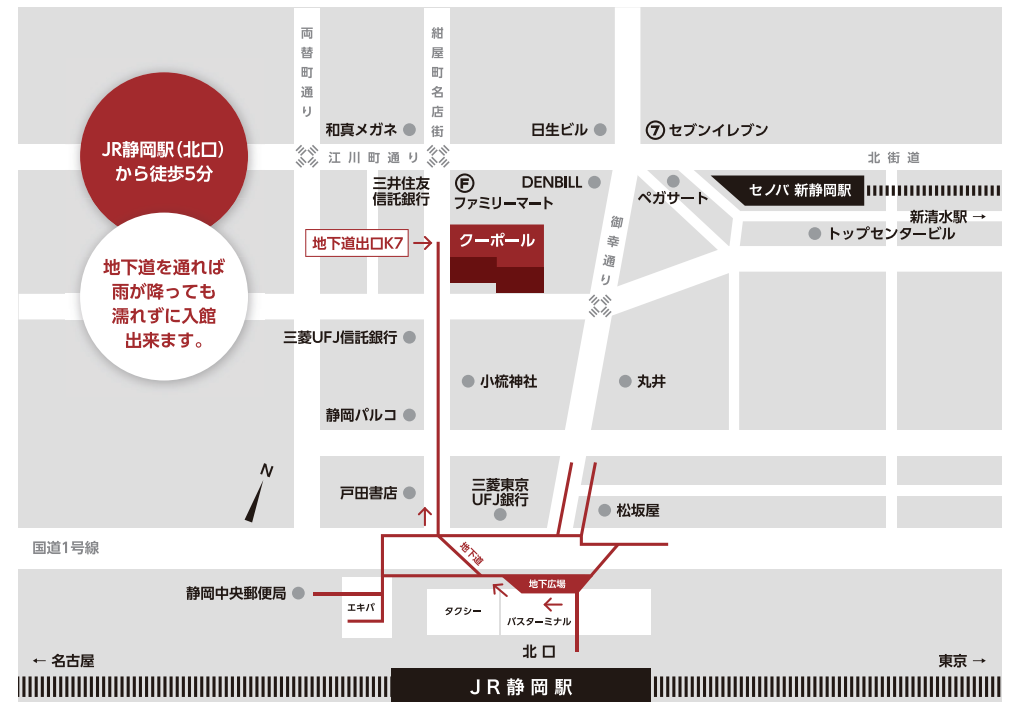 両替町通り
紺屋町名店街
JR静岡駅(北口)
から徒歩5分
地下道を通れば
雨が降っても
濡れずに入館
出来ます。
和真メガネ
日生ビル
⑦ セブンイレブン
江川町通り
北街道
三井住友
信託銀行
Ⓕ
ファミリーマート
DENBILL
ペガサート
セノバ 新静岡駅
新清水駅 →
トップセンタービル
御幸通り
地下道出口K7
クーポール
三菱UFJ信託銀行
小梳神社
丸井
静岡パルコ
N
戸田書店
三菱東京
UFJ銀行
松坂屋
国道1号線
地下道
地下広場
静岡中央郵便局
エキパ
タクシー
バスターミナル
北口
← 名古屋
東京 →
JR静岡駅